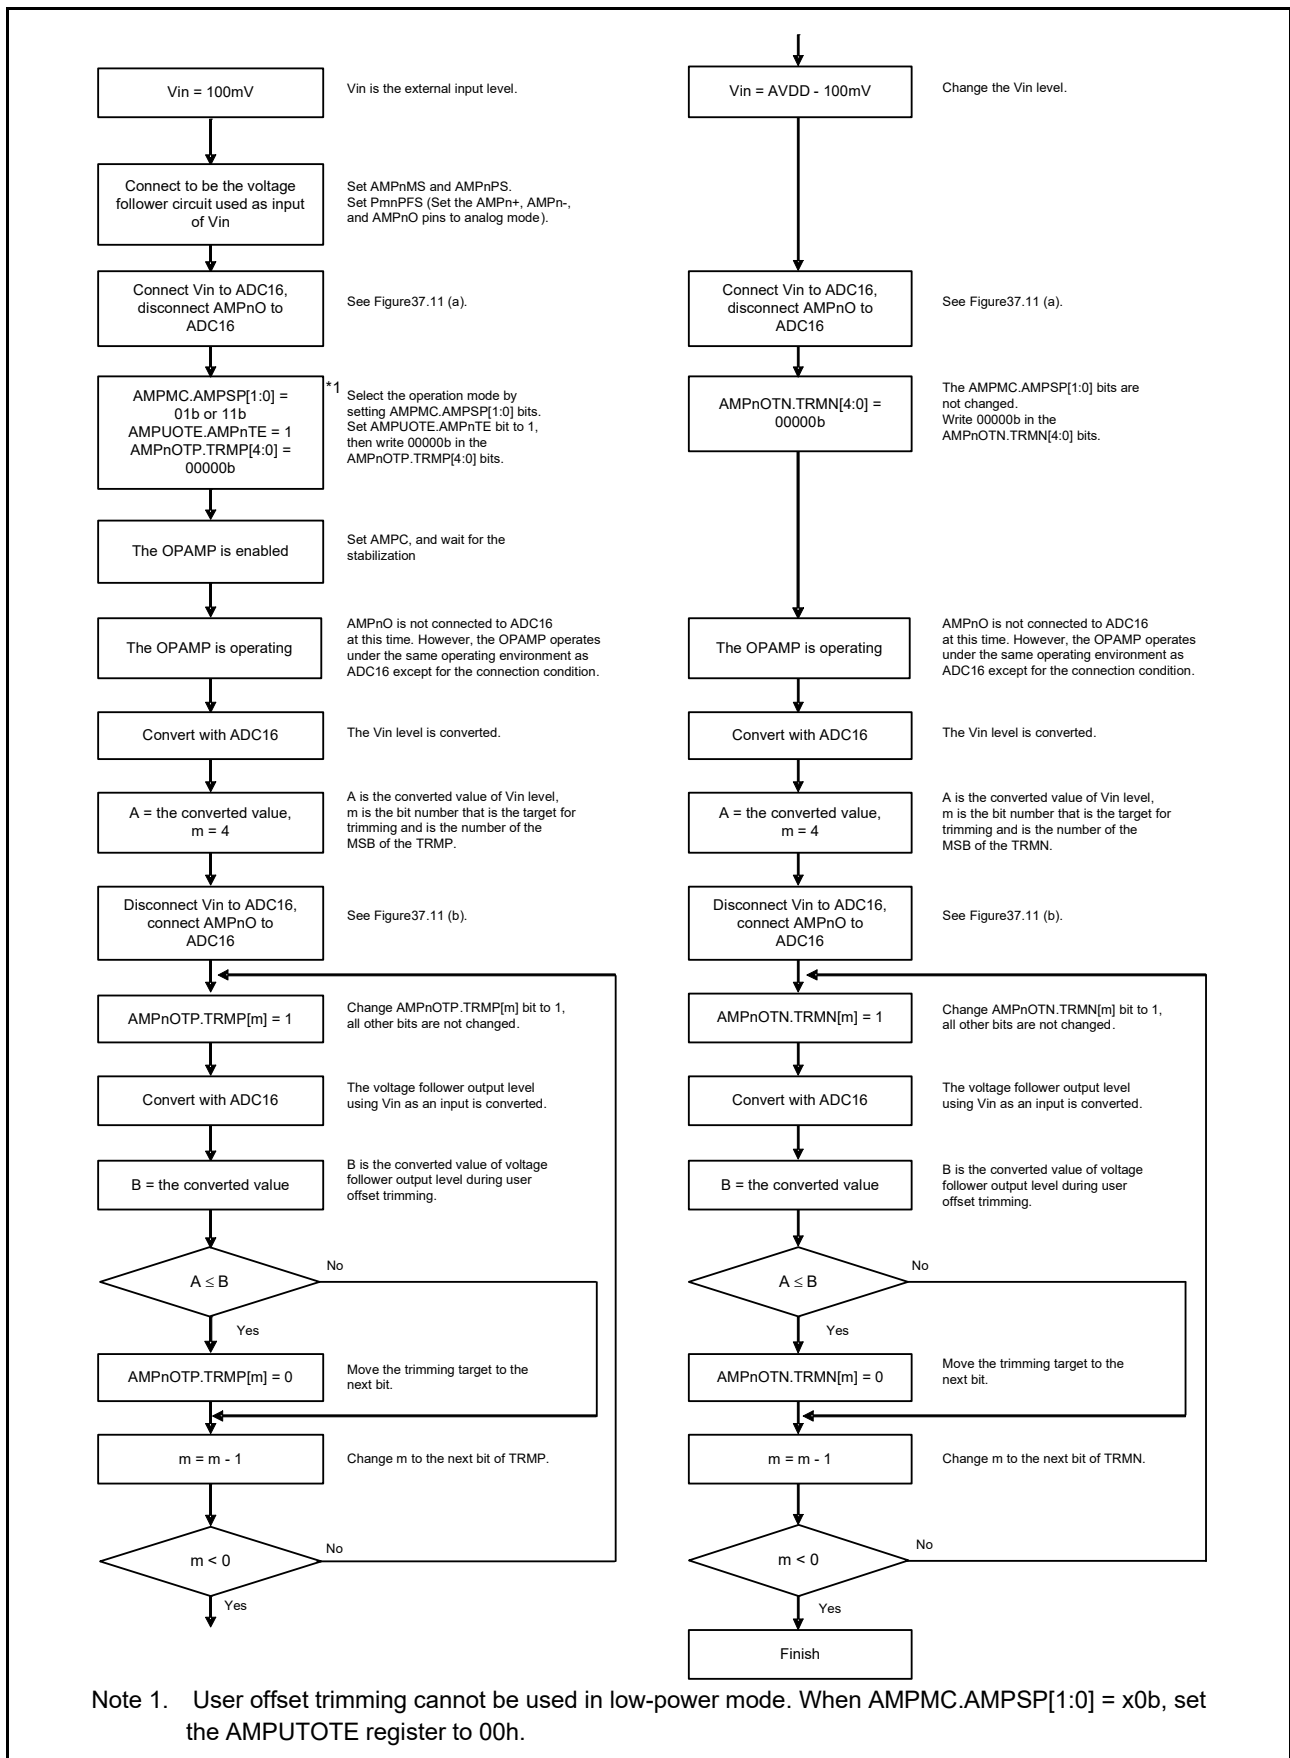 Vin = 100mV
Vin is the external input level.
Connect to be the voltage
follower circuit used as input
of Vin
Set AMPnMS and AMPnPS.
Set PmnPFS (Set the AMPn+, AMPn-,
and AMPnO pins to analog mode).
Connect Vin to ADC16,
disconnect AMPnO to
ADC16
See Figure37.11 (a).
AMPMC.AMPSP[1:0] =
01b or 11b
AMPUOTE.AMPnTE = 1
AMPnOTP.TRMP[4:0] =
00000b
*1
Select the operation mode by
setting AMPMC.AMPSP[1:0] bits.
Set AMPUOTE.AMPnTE bit to 1,
then write 00000b in the
AMPnOTP.TRMP[4:0] bits.
The OPAMP is enabled
Set AMPC, and wait for the
stabilization
The OPAMP is operating
AMPnO is not connected to ADC16
at this time. However, the OPAMP operates
under the same operating environment as
ADC16 except for the connection condition.
Convert with ADC16
The Vin level is converted.
A = the converted value,
m = 4
A is the converted value of Vin level,
m is the bit number that is the target for
trimming and is the number of the
MSB of the TRMP.
Disconnect Vin to ADC16,
connect AMPnO to
ADC16
See Figure37.11 (b).
AMPnOTP.TRMP[m] = 1
Change AMPnOTP.TRMP[m] bit to 1,
all other bits are not changed.
Convert with ADC16
The voltage follower output level
using Vin as an input is converted.
B = the converted value
B is the converted value of voltage
follower output level during user
offset trimming.
A ≤ B
No
Yes
AMPnOTP.TRMP[m] = 0
Move the trimming target to the
next bit.
m = m - 1
Change m to the next bit of TRMP.
m < 0
No
Yes
Vin = AVDD - 100mV
Change the Vin level.
Connect Vin to ADC16,
disconnect AMPnO to
ADC16
See Figure37.11 (a).
AMPnOTN.TRMN[4:0] =
00000b
The AMPMC.AMPSP[1:0] bits are
not changed.
Write 00000b in the
AMPnOTN.TRMN[4:0] bits.
The OPAMP is operating
AMPnO is not connected to ADC16
at this time. However, the OPAMP operates
under the same operating environment as
ADC16 except for the connection condition.
Convert with ADC16
The Vin level is converted.
A = the converted value,
m = 4
A is the converted value of Vin level,
m is the bit number that is the target for
trimming and is the number of the
MSB of the TRMN.
Disconnect Vin to ADC16,
connect AMPnO to
ADC16
See Figure37.11 (b).
AMPnOTN.TRMN[m] = 1
Change AMPnOTN.TRMN[m] bit to 1,
all other bits are not changed.
Convert with ADC16
The voltage follower output level
using Vin as an input is converted.
B = the converted value
B is the converted value of voltage
follower output level during user
offset trimming.
A ≤ B
No
Yes
AMPnOTN.TRMN[m] = 0
Move the trimming target to the
next bit.
m = m - 1
Change m to the next bit of TRMN.
m < 0
No
Yes
Finish
Note 1. User offset trimming cannot be used in low-power mode. When AMPMC.AMPSP[1:0] = x0b, set
the AMPUTOTE register to 00h.